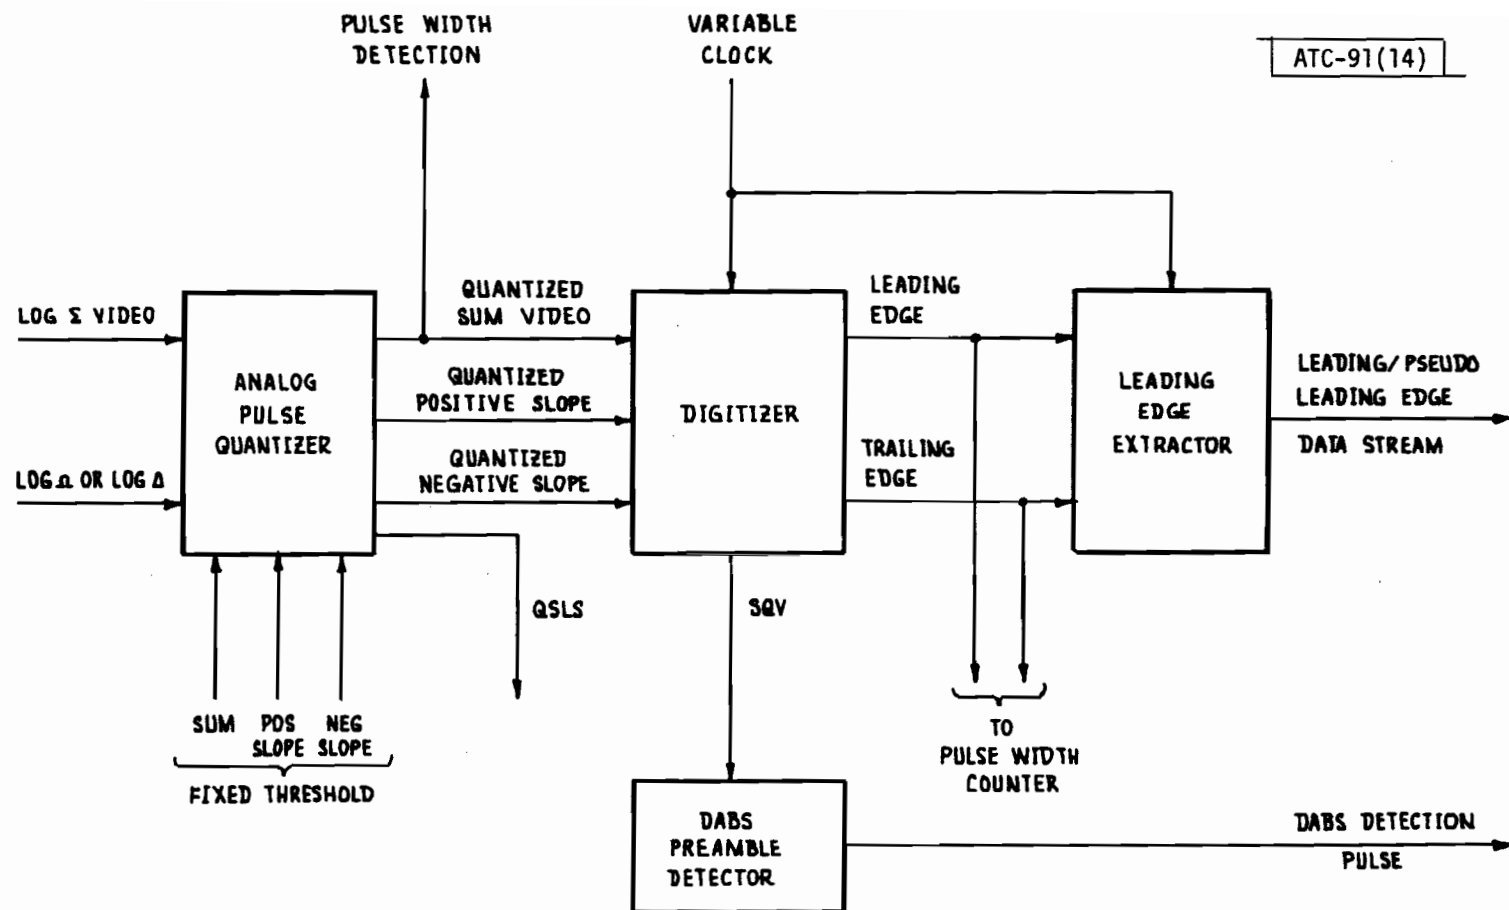 PULSE WIDTH
DETECTION
VARIABLE
CLOCK
ATC-91(14)
LOG Σ VIDEO
LOG Ω OR LOG Δ
ANALOG
PULSE
QUANTIZER
QUANTIZED
SUM VIDEO
QUANTIZED
POSITIVE SLOPE
QUANTIZED
NEGATIVE SLOPE
DIGITIZER
LEADING
EDGE
TRAILING
EDGE
LEADING
EDGE
EXTRACTOR
LEADING/PSEUDO
LEADING EDGE
DATA STREAM
QSLS
SQV
SUM POS NEG
SLOPE SLOPE
FIXED THRESHOLD
TO
PULSE WIDTH
COUNTER
DABS
PREAMBLE
DETECTOR
DABS DETECTION
PULSE